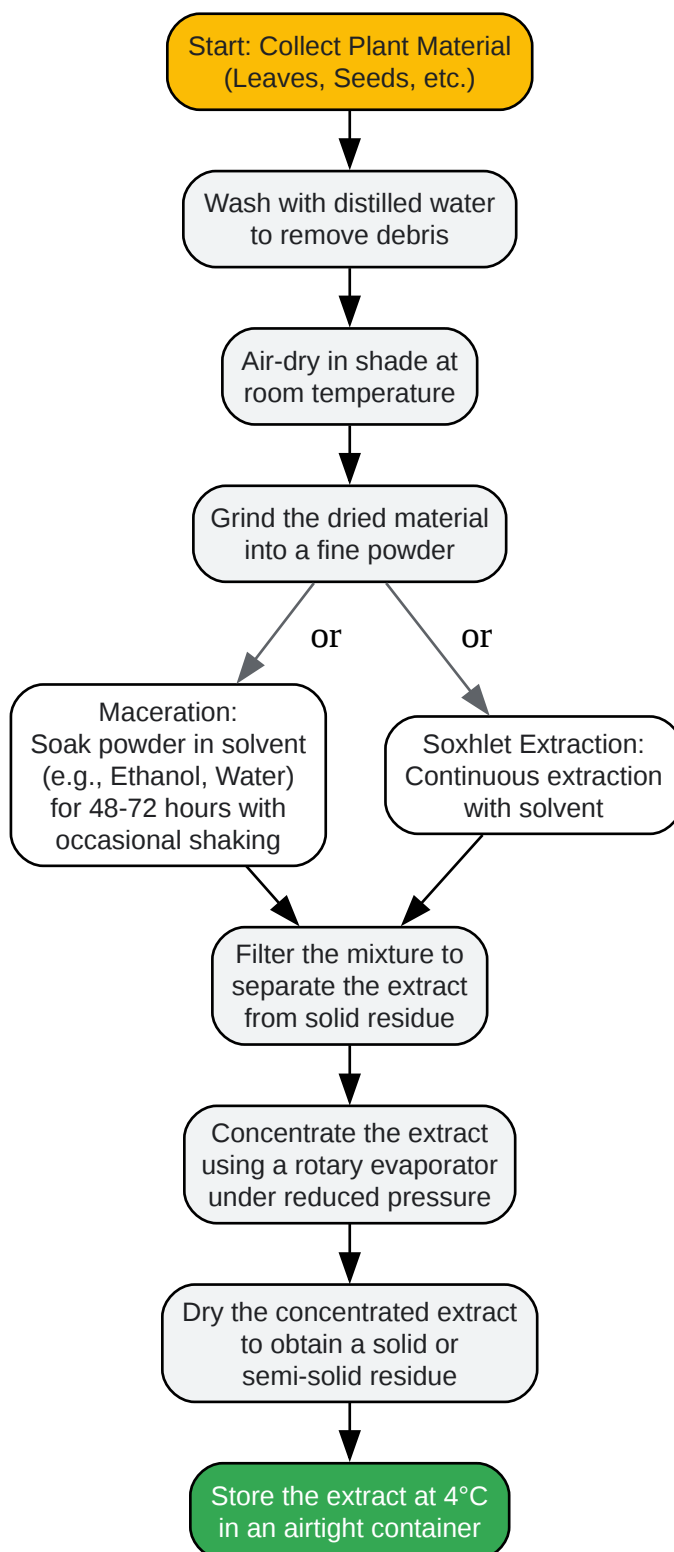 Start: Collect Plant Material
(Leaves, Seeds, etc.)
Wash with distilled water
to remove debris
Air-dry in shade at
room temperature
Grind the dried material
into a fine powder
or
or
Maceration:
Soak powder in solvent
(e.g., Ethanol, Water)
for 48-72 hours with
occasional shaking
Soxhlet Extraction:
Continuous extraction
with solvent
Filter the mixture to
separate the extract
from solid residue
Concentrate the extract
using a rotary evaporator
under reduced pressure
Dry the concentrated extract
to obtain a solid or
semi-solid residue
Store the extract at 4°C
in an airtight container